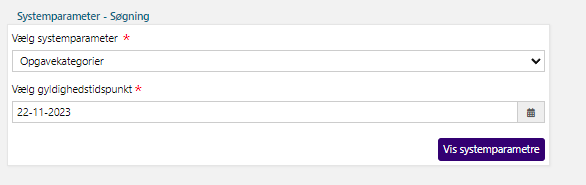 Systemparameter - Søgning
Vælg systemparameter *
Opgavekategorier
Vælg gyldighedstidspunkt *
22-11-2023
Vis systemparametre